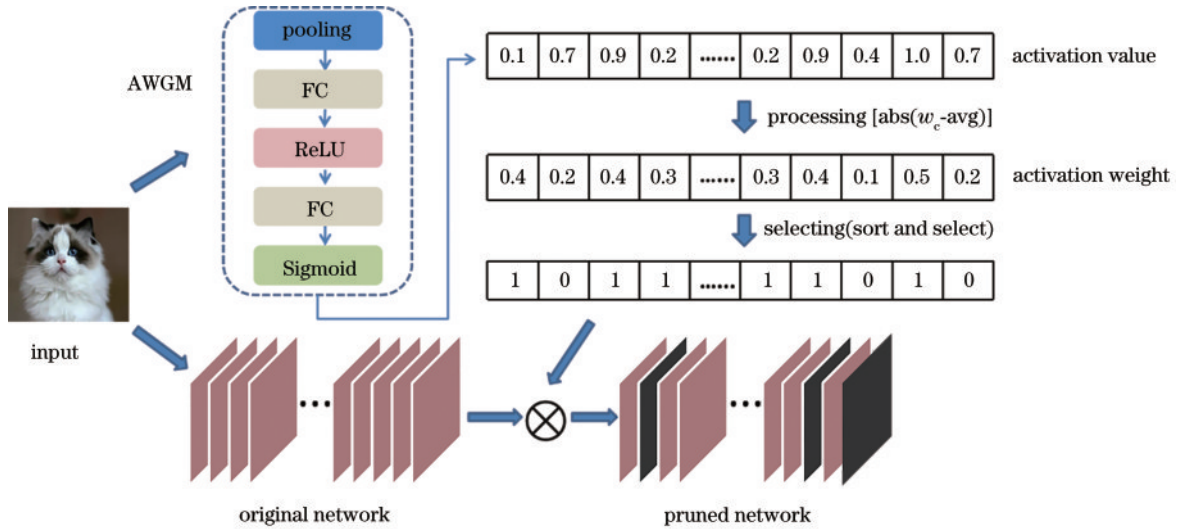 pooling
AWGM
FC
ReLU
FC
Sigmoid
0.1 0.7 0.9 0.2 ...... 0.2 0.9 0.4 1.0 0.7
activation value
processing [abs(w_c-avg)]
0.4 0.2 0.4 0.3 ...... 0.3 0.4 0.1 0.5 0.2
activation weight
selecting(sort and select)
1 0 1 1 ...... 1 1 0 1 0
input
...
...
original network
pruned network